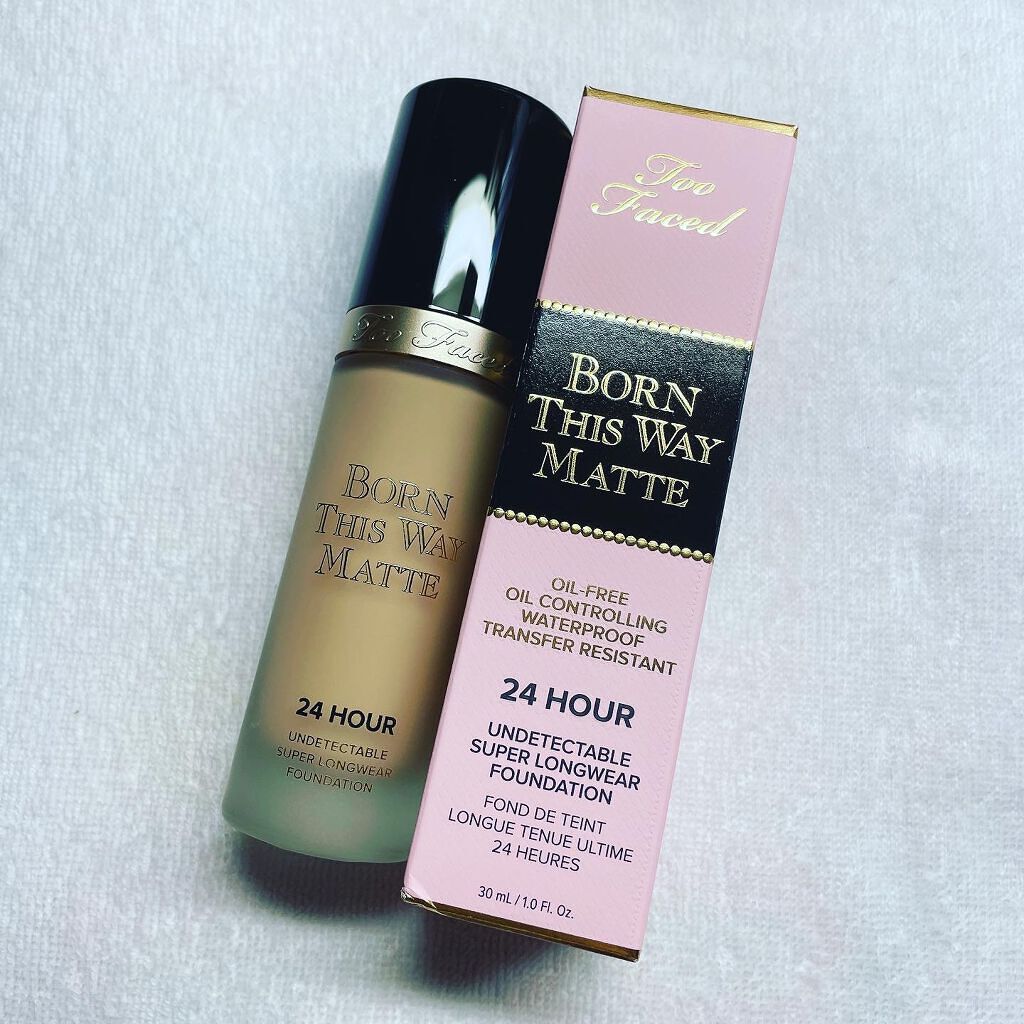 Too Faced
BORN
THIS WAY
MATTE
24 HOUR
UNDETECTABLE
SUPER LONGWEAR
FOUNDATION
Too
Faced
BORN
THIS WAY
MATTE
OIL-FREE
OIL CONTROLLING
WATERPROOF
TRANSFER RESISTANT
24 HOUR
UNDETECTABLE
SUPER LONGWEAR
FOUNDATION
FOND DE TEINT
LONGUE TENUE ULTIME
24 HEURES
30 mL / 1.0 Fl. Oz.